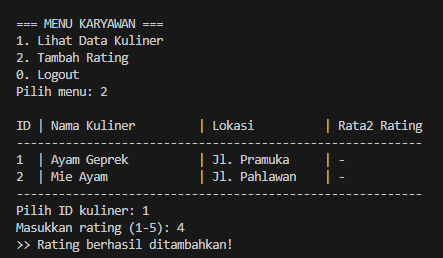 === MENU KARYAWAN ===
1. Lihat Data Kuliner
2. Tambah Rating
0. Logout
Pilih menu: 2

ID | Nama Kuliner         | Lokasi          | Rata2 Rating
----------------------------------------------------------
1  | Ayam Geprek          | Jl. Pramuka     | -
2  | Mie Ayam             | Jl. Pahlawan    | -
----------------------------------------------------------
Pilih ID kuliner: 1
Masukkan rating (1-5): 4
>> Rating berhasil ditambahkan!